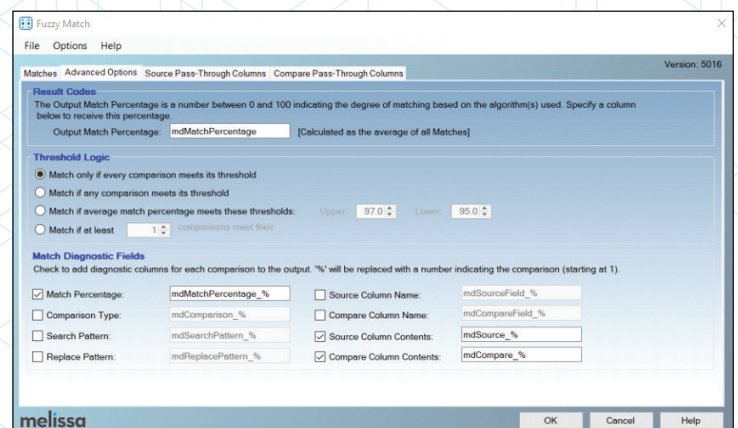 Fuzzy Match
File Options Help
Version: 5016
Matches Advanced Options Source Pass-Through Columns Compare Pass-Through Columns
Result Codes
The Output Match Percentage is a number between 0 and 100 indicating the degree of matching based on the algorithm(s) used. Specify a column
below to receive this percentage.
Output Match Percentage: mdMatchPercentage [Calculated as the average of all Matches]
Threshold Logic
Match only if every comparison meets its threshold
Match if any comparison meets its threshold
Match if average match percentage meets these thresholds: Upper: 97.0 Lower: 95.0
Match if at least 1 comparisons meet their
Match Diagnostic Fields
Check to add diagnostic columns for each comparison to the output. '%' will be replaced with a number indicating the comparison (starting at 1).
Match Percentage: mdMatchPercentage_% Source Column Name: mdSourceField_%
Comparison Type: mdComparison_% Compare Column Name: mdCompareField_%
Search Pattern: mdSearchPattern_% Source Column Contents: mdSource_%
Replace Pattern: mdReplacePattern_% Compare Column Contents: mdCompare_%
melissa OK Cancel Help